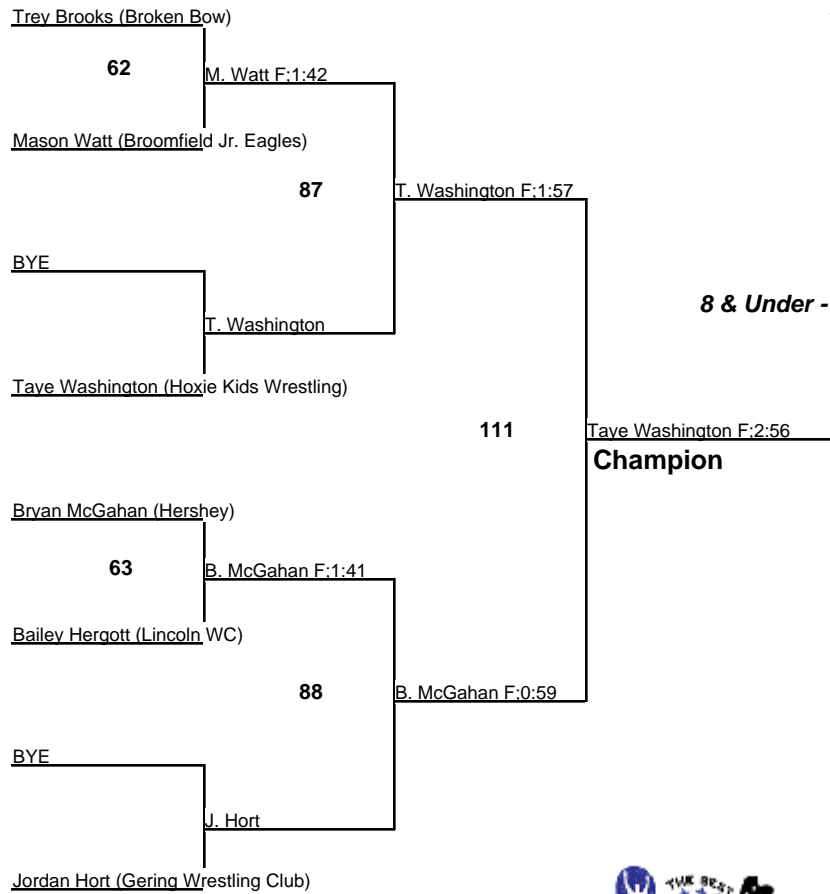 Trey Brooks (Broken Bow)
62
M. Watt F;1:42
Mason Watt (Broomfield Jr. Eagles)
87
T. Washington F;1:57
BYE
8 & Under -
T. Washington
Taye Washington (Hoxie Kids Wrestling)
111
Taye Washington F;2:56
Champion
Bryan McGahan (Hershey)
63
B. McGahan F;1:41
Bailey Hergott (Lincoln WC)
88
B. McGahan F;0:59
BYE
J. Hort
Jordan Hort (Gering Wrestling Club)
THE BEST